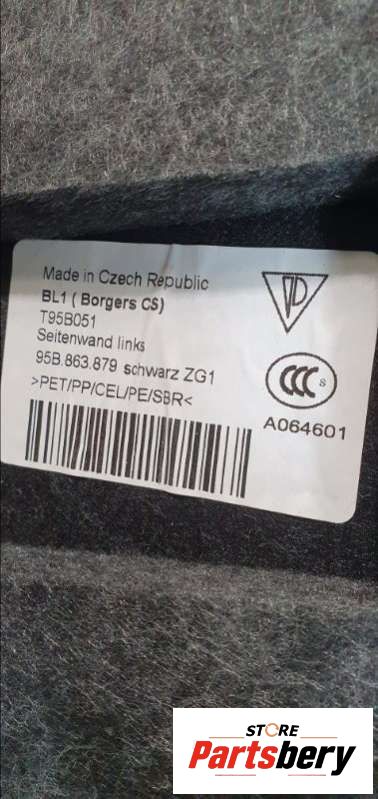 Made in Czech Republic
BL1 ( Borgers CS)
T95B051
Seitenwand links
95B.863.879 schwarz ZG1
>PET/PP/CEL/PE/SBR<
CCC S
A064601
STORE
Partsbery